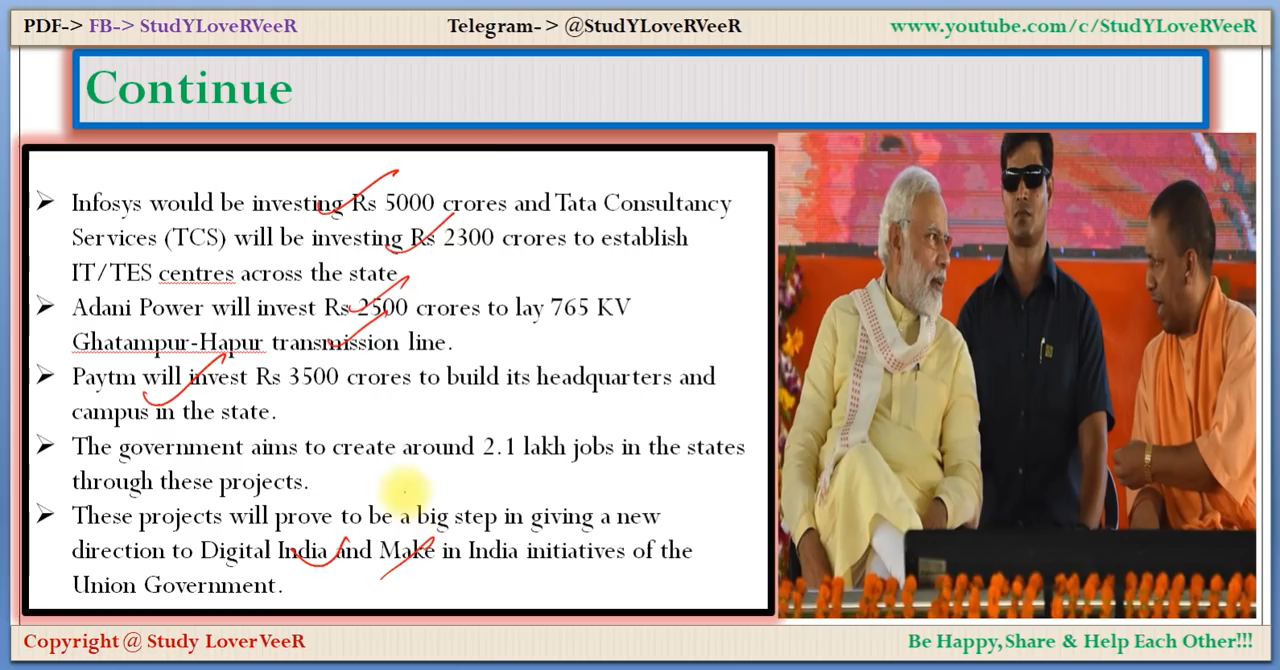 PDF-> FB-> StudYLoveRVeeR
Telegram- > @StudYLoveRVeeR
www.youtube.com/c/StudYLoveRVeeR
Continue
➤ Infosys would be investing Rs 5000 crores and Tata Consultancy
Services (TCS) will be investing Rs 2300 crores to establish
IT/TES centres across the state.
➤ Adani Power will invest Rs 2500 crores to lay 765 KV
Ghatampur-Hapur transmission line.
➤ Paytm will invest Rs 3500 crores to build its headquarters and
campus in the state.
➤ The government aims to create around 2.1 lakh jobs in the states
through these projects.
➤ These projects will prove to be a big step in giving a new
direction to Digital India and Make in India initiatives of the
Union Government.
Copyright @ Study LoverVeeR
Be Happy, Share & Help Each Other!!!